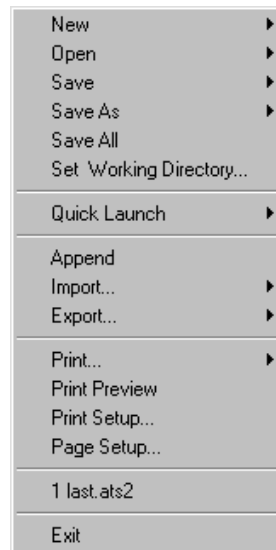 New
Open
Save
Save As
Save All
Set  Working Directory...
Quick Launch
Append
Import...
Export...
Print...
Print Preview
Print Setup...
Page Setup...
1 last.ats2
Exit